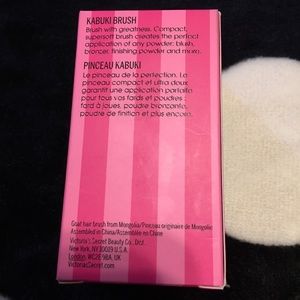 KABUKI BRUSH
Brush with greatness. Compact,
supersoft brush creates the perfect
application of any powder: blush,
bronzer, finishing powder and more.
PINCEAU KABUKI
Le pinceau de la perfection. Le
pinceau compact et ultra doux
garantit une application parfaite
pour tous les fards et poudres :
fard à joues, poudre bronzante,
poudre de finition et plus encore.
Goat hair brush from Mongolia/Pinceau originaire de Mongolie
Assembled in China/Assemblée en Chine
Victoria's Secret Beauty Co., Dist.
New York, NY 10029 U.S.A.
London, WC2E 9BA, UK
VictoriasSecret.com